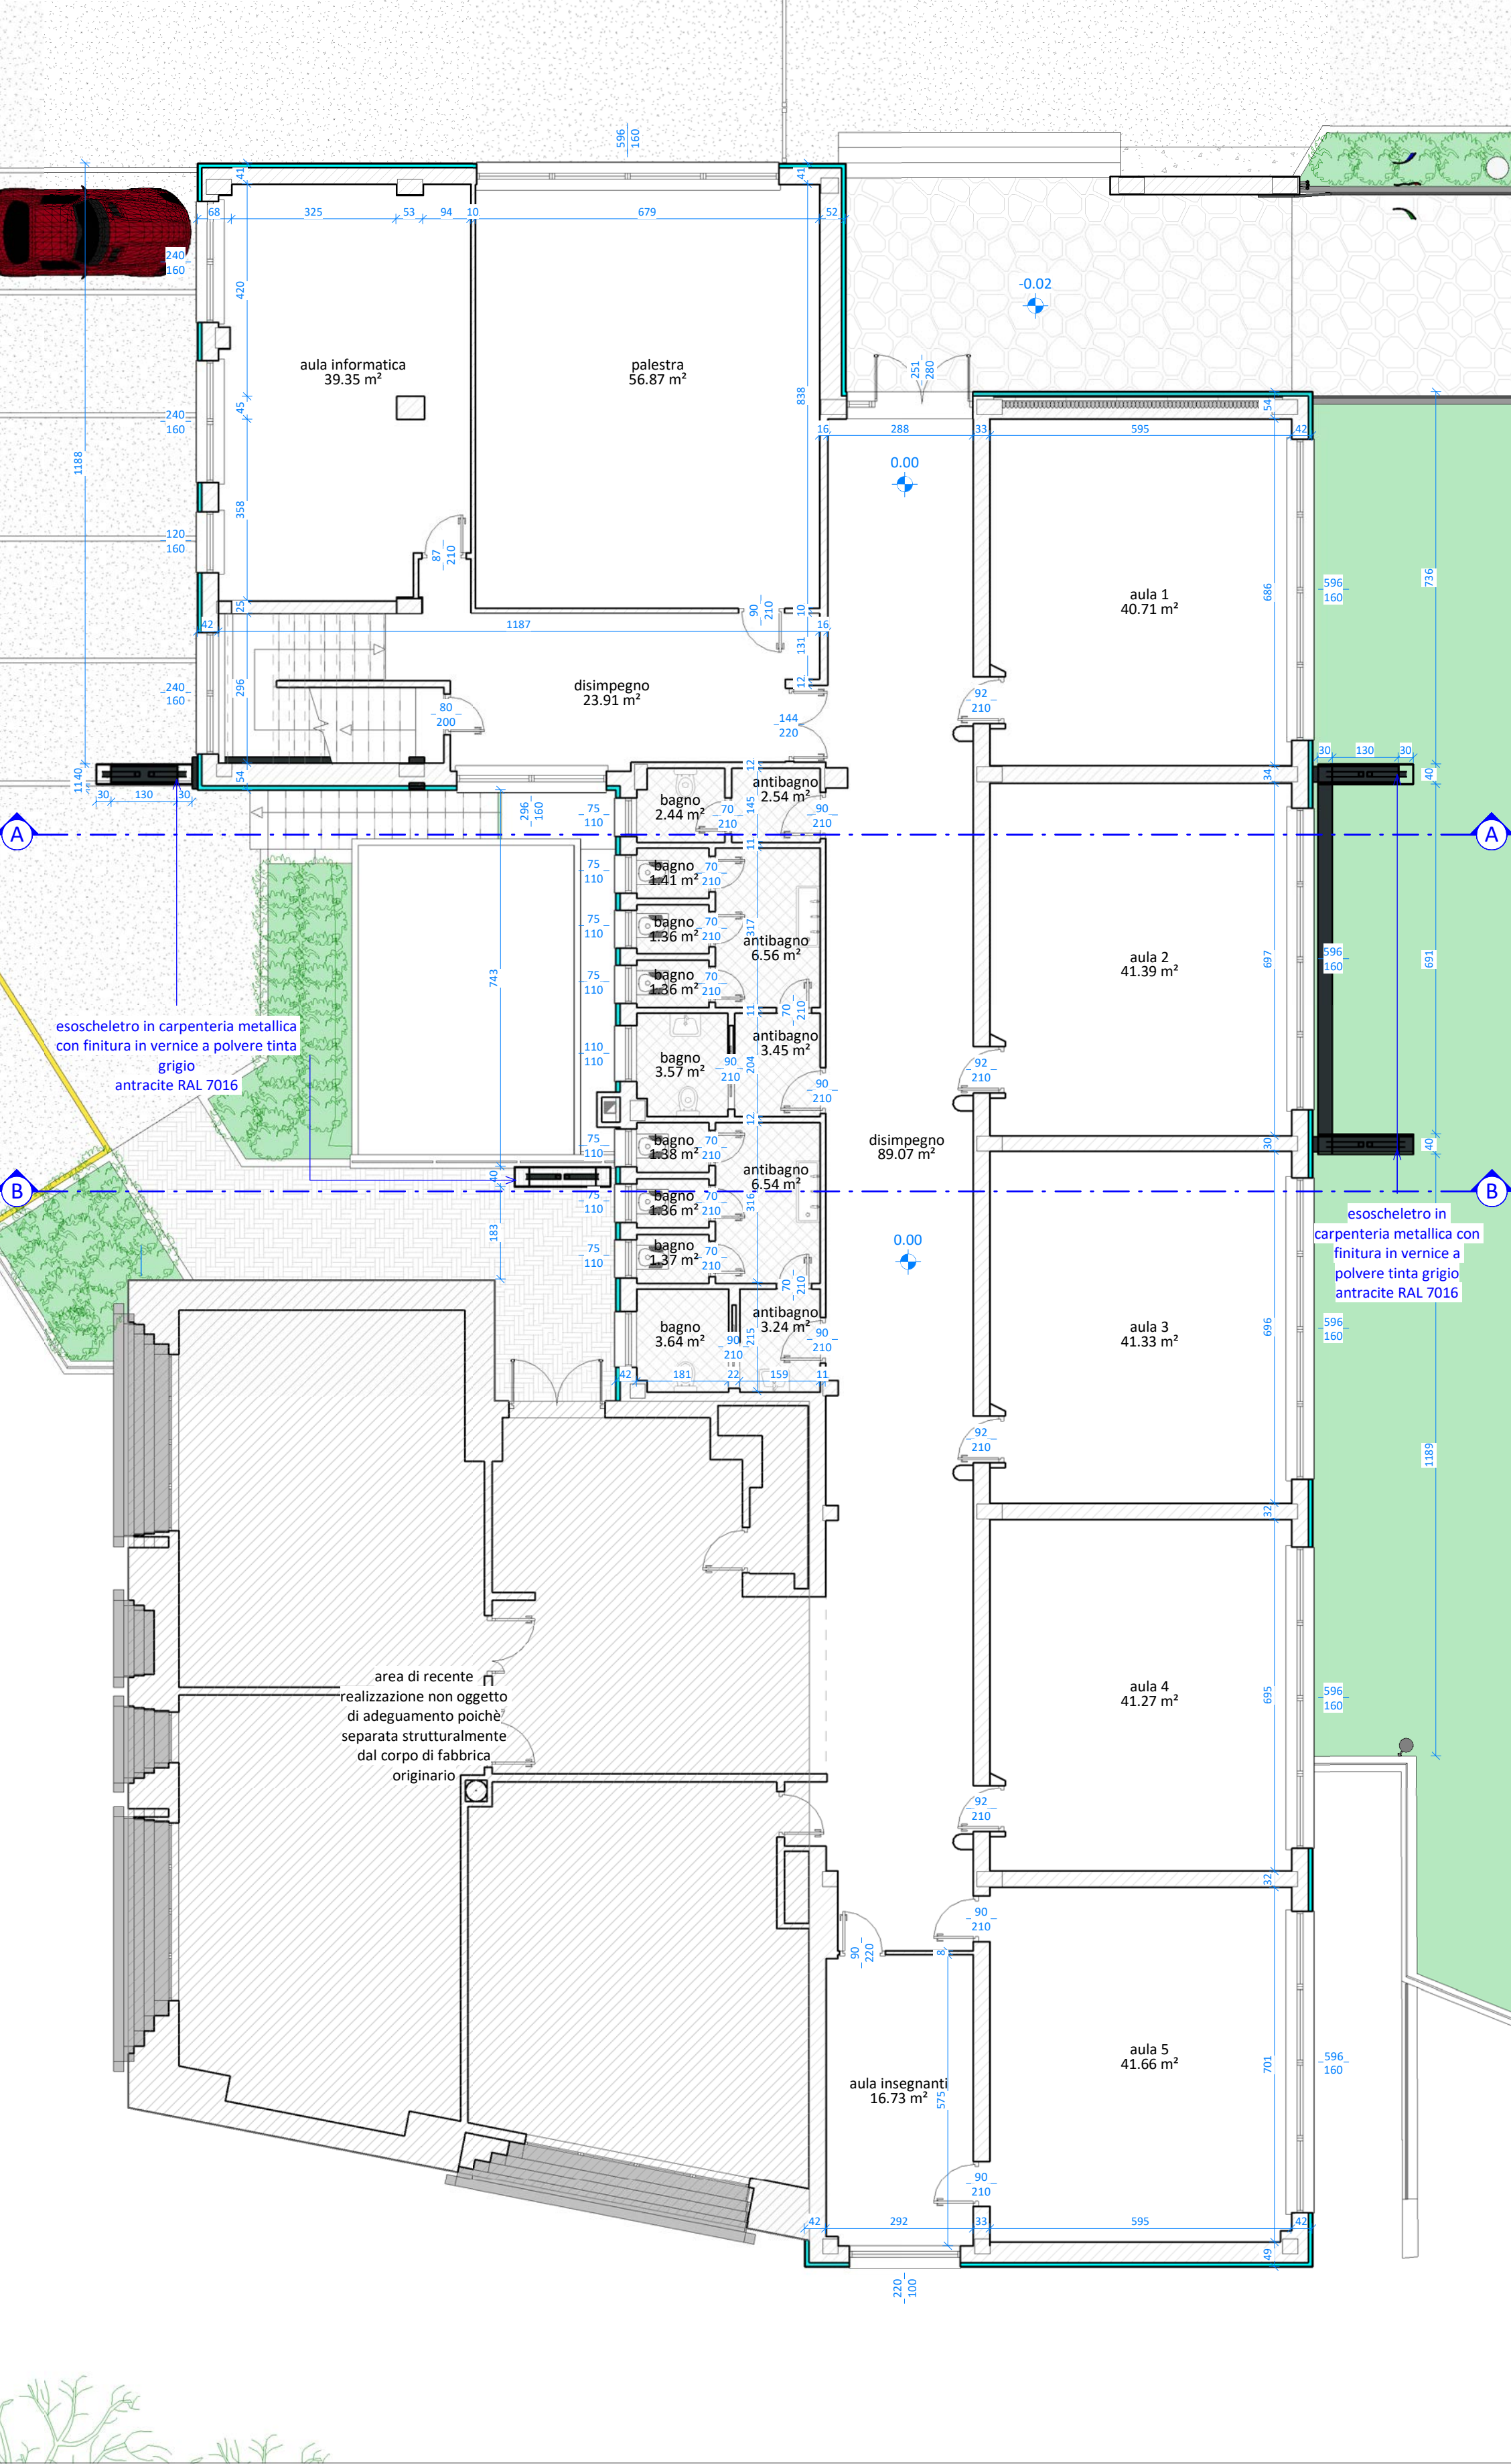 596
160
41
41
68
325
53
94
10
679
52
240
160
420
-0.02
aula informatica
39.35 m²
palestra
56.87 m²
251
280
838
45
54
240
160
16
288
33
595
42
1188
0.00
358
120
160
87
210
686
596
160
736
aula 1
40.71 m²
25
90
210
10
42
1187
16
131
296
240
160
disimpegno
23.91 m²
12
80
200
144
220
92
210
54
12
34
30
130
30
40
30
130
30
40
11
296
160
75
110
bagno
2.44 m²
70
210
145
antibagno
2.54 m²
90
210
A
A
11
75
110
bagno
1.41 m²
70
210
75
110
bagno
1.36 m²
70
210
317
antibagno
6.56 m²
aula 2
41.39 m²
697
596
160
691
743
75
110
bagno
1.36 m²
70
210
11
70
210
esoscheletro in carpenteria metallica
con finitura in vernice a polvere tinta
grigio
antracite RAL 7016
110
110
bagno
3.57 m²
90
210
204
antibagno
3.45 m²
90
210
92
210
12
75
110
bagno
1.38 m²
70
210
disimpegno
89.07 m²
30
40
40
antibagno
6.54 m²
B
B
75
110
bagno
1.36 m²
70
210
316
183
75
110
bagno
1.37 m²
70
210
0.00
70
210
esoscheletro in
carpenteria metallica con
finitura in vernice a
polvere tinta grigio
antracite RAL 7016
bagno
3.64 m²
90
210
215
antibagno
3.24 m²
90
210
aula 3
41.33 m²
696
596
160
42
181
22
159
11
92
210
1189
32
area di recente
realizzazione non oggetto
di adeguamento poichè
separata strutturalmente
dal corpo di fabbrica
originario
aula 4
41.27 m²
695
596
160
92
210
32
90
210
90
220
8
aula 5
41.66 m²
701
596
160
aula insegnanti
16.73 m²
575
90
210
42
292
33
595
42
49
220
100